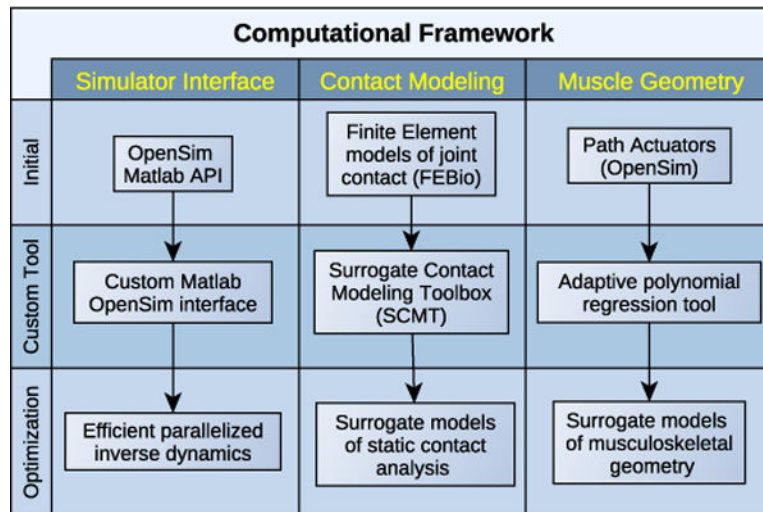 Computational Framework
Simulator Interface
Contact Modeling
Muscle Geometry
Initial
OpenSim
Matlab API
Finite Element
models of joint
contact (FEBio)
Path Actuators
(OpenSim)
Custom Tool
Custom Matlab
OpenSim interface
Surrogate Contact
Modeling Toolbox
(SCMT)
Adaptive polynomial
regression tool
Optimization
Efficient parallelized
inverse dynamics
Surrogate models
of static contact
analysis
Surrogate models
of musculoskeletal
geometry